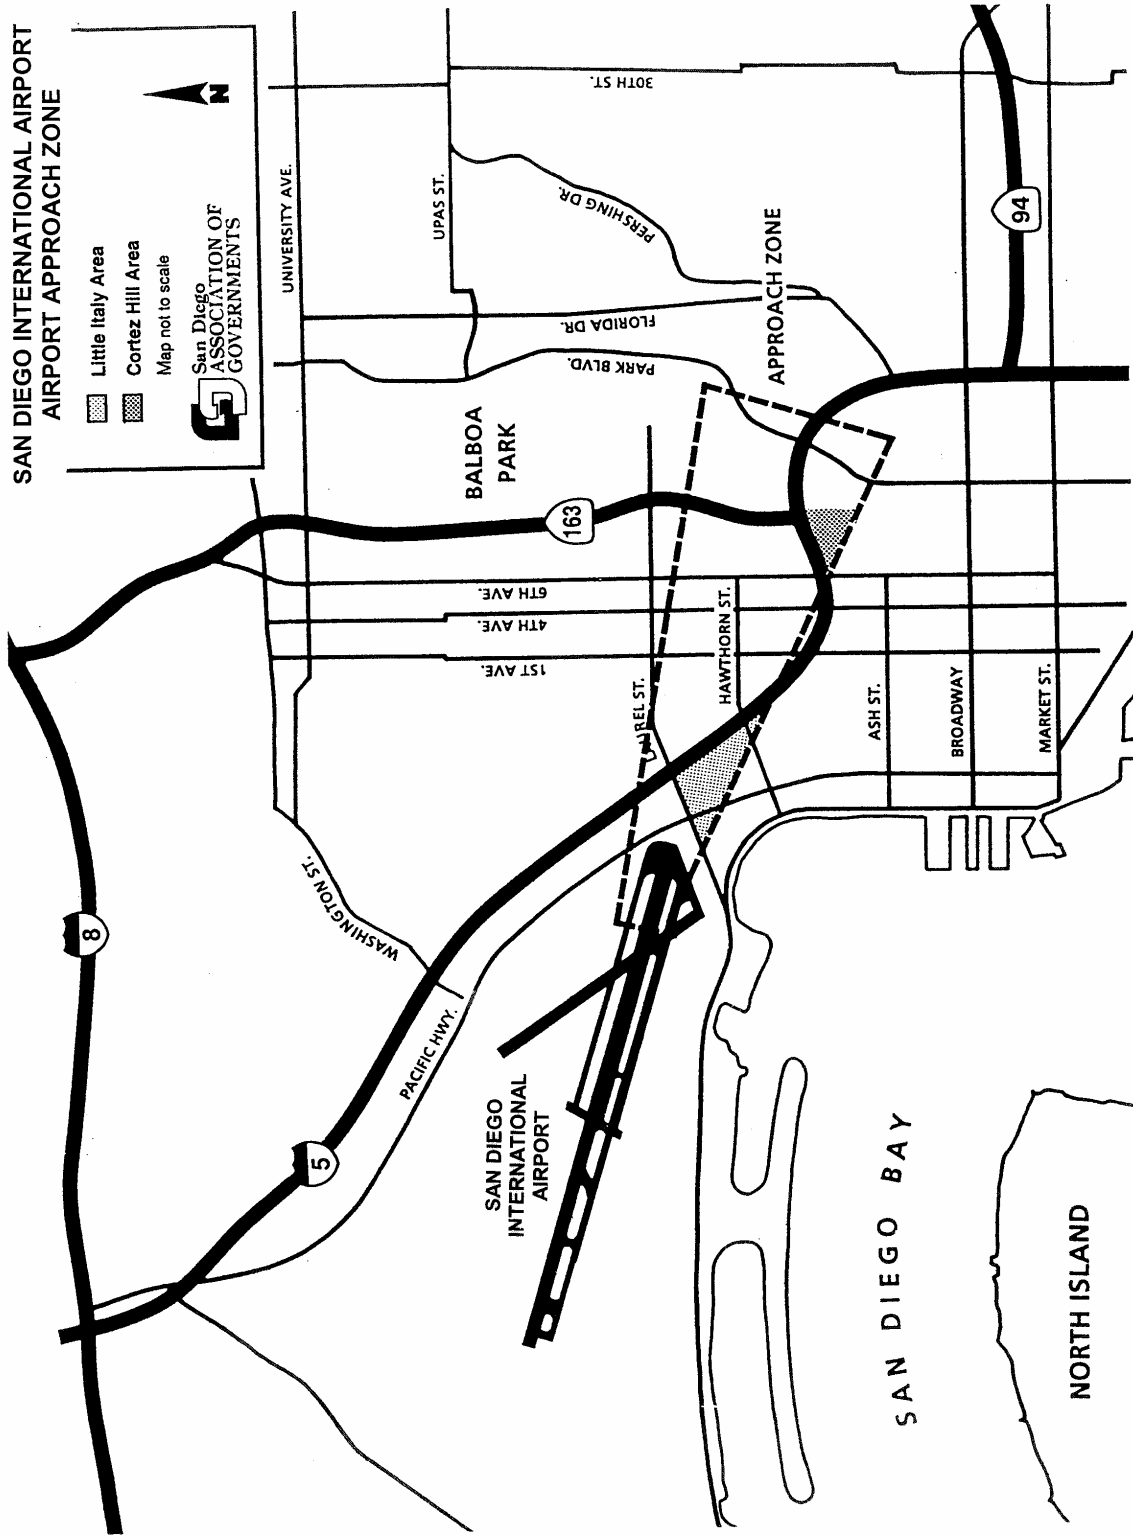 SAN DIEGO INTERNATIONAL AIRPORT
AIRPORT APPROACH ZONE
Little Italy Area
Cortez Hill Area
Map not to scale
San Diego
ASSOCIATION OF
GOVERNMENTS
N
UNIVERSITY AVE.
UPAS ST.
30TH ST.
PERSHING DR.
FLORIDA DR.
PARK BLVD.
APPROACH ZONE
94
BALBOA
PARK
163
6TH AVE.
4TH AVE.
1ST AVE.
REL ST.
HAWTHORN ST.
ASH ST.
BROADWAY
MARKET ST.
WASHINGTON ST.
8
PACIFIC HWY.
5
SAN DIEGO
INTERNATIONAL
AIRPORT
SAN DIEGO BAY
NORTH ISLAND